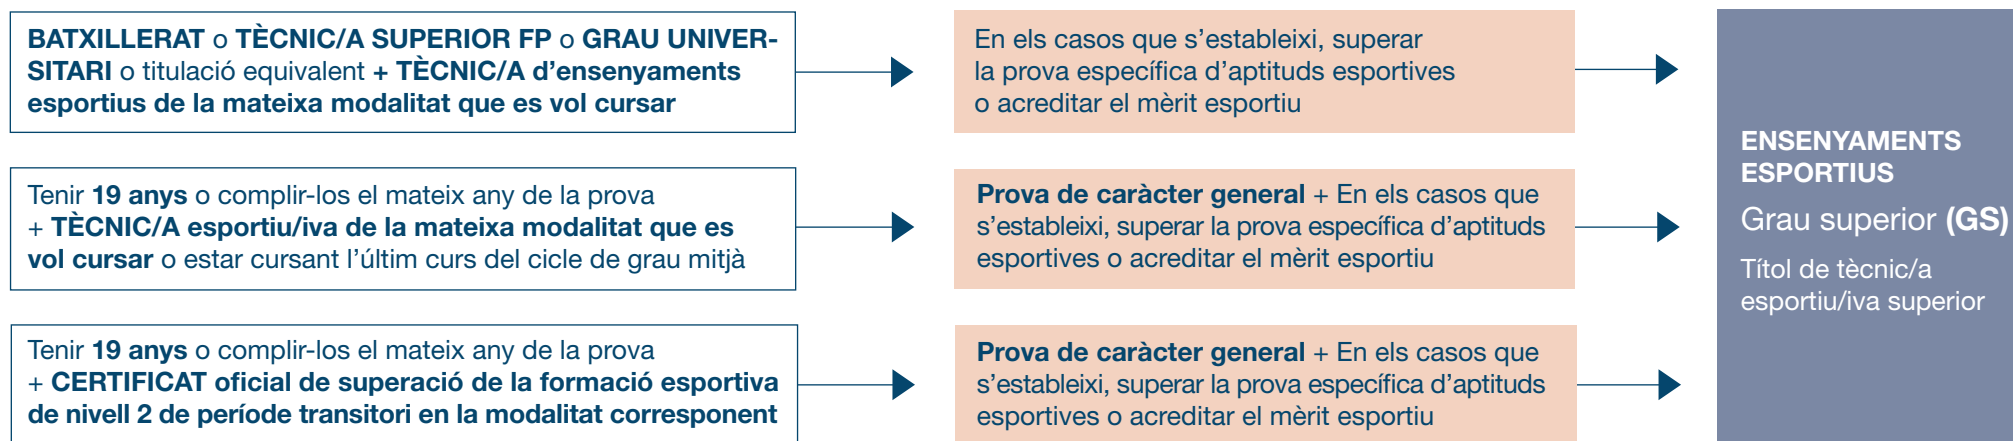 BATXILLERAT o TÈCNIC/A SUPERIOR FP o GRAU UNIVER-
SITARI o titulació equivalent + TÈCNIC/A d’ensenyaments
esportius de la mateixa modalitat que es vol cursar
En els casos que s’estableixi, superar
la prova específica d’aptituds esportives
o acreditar el mèrit esportiu
Tenir 19 anys o complir-los el mateix any de la prova
+ TÈCNIC/A esportiu/iva de la mateixa modalitat que es
vol cursar o estar cursant l’últim curs del cicle de grau mitjà
Prova de caràcter general + En els casos que
s’estableixi, superar la prova específica d’aptituds
esportives o acreditar el mèrit esportiu
Tenir 19 anys o complir-los el mateix any de la prova
+ CERTIFICAT oficial de superació de la formació esportiva
de nivell 2 de període transitori en la modalitat corresponent
Prova de caràcter general + En els casos que
s’estableixi, superar la prova específica d’aptituds
esportives o acreditar el mèrit esportiu
ENSENYAMENTS
ESPORTIUS
Grau superior (GS)
Títol de tècnic/a
esportiu/iva superior